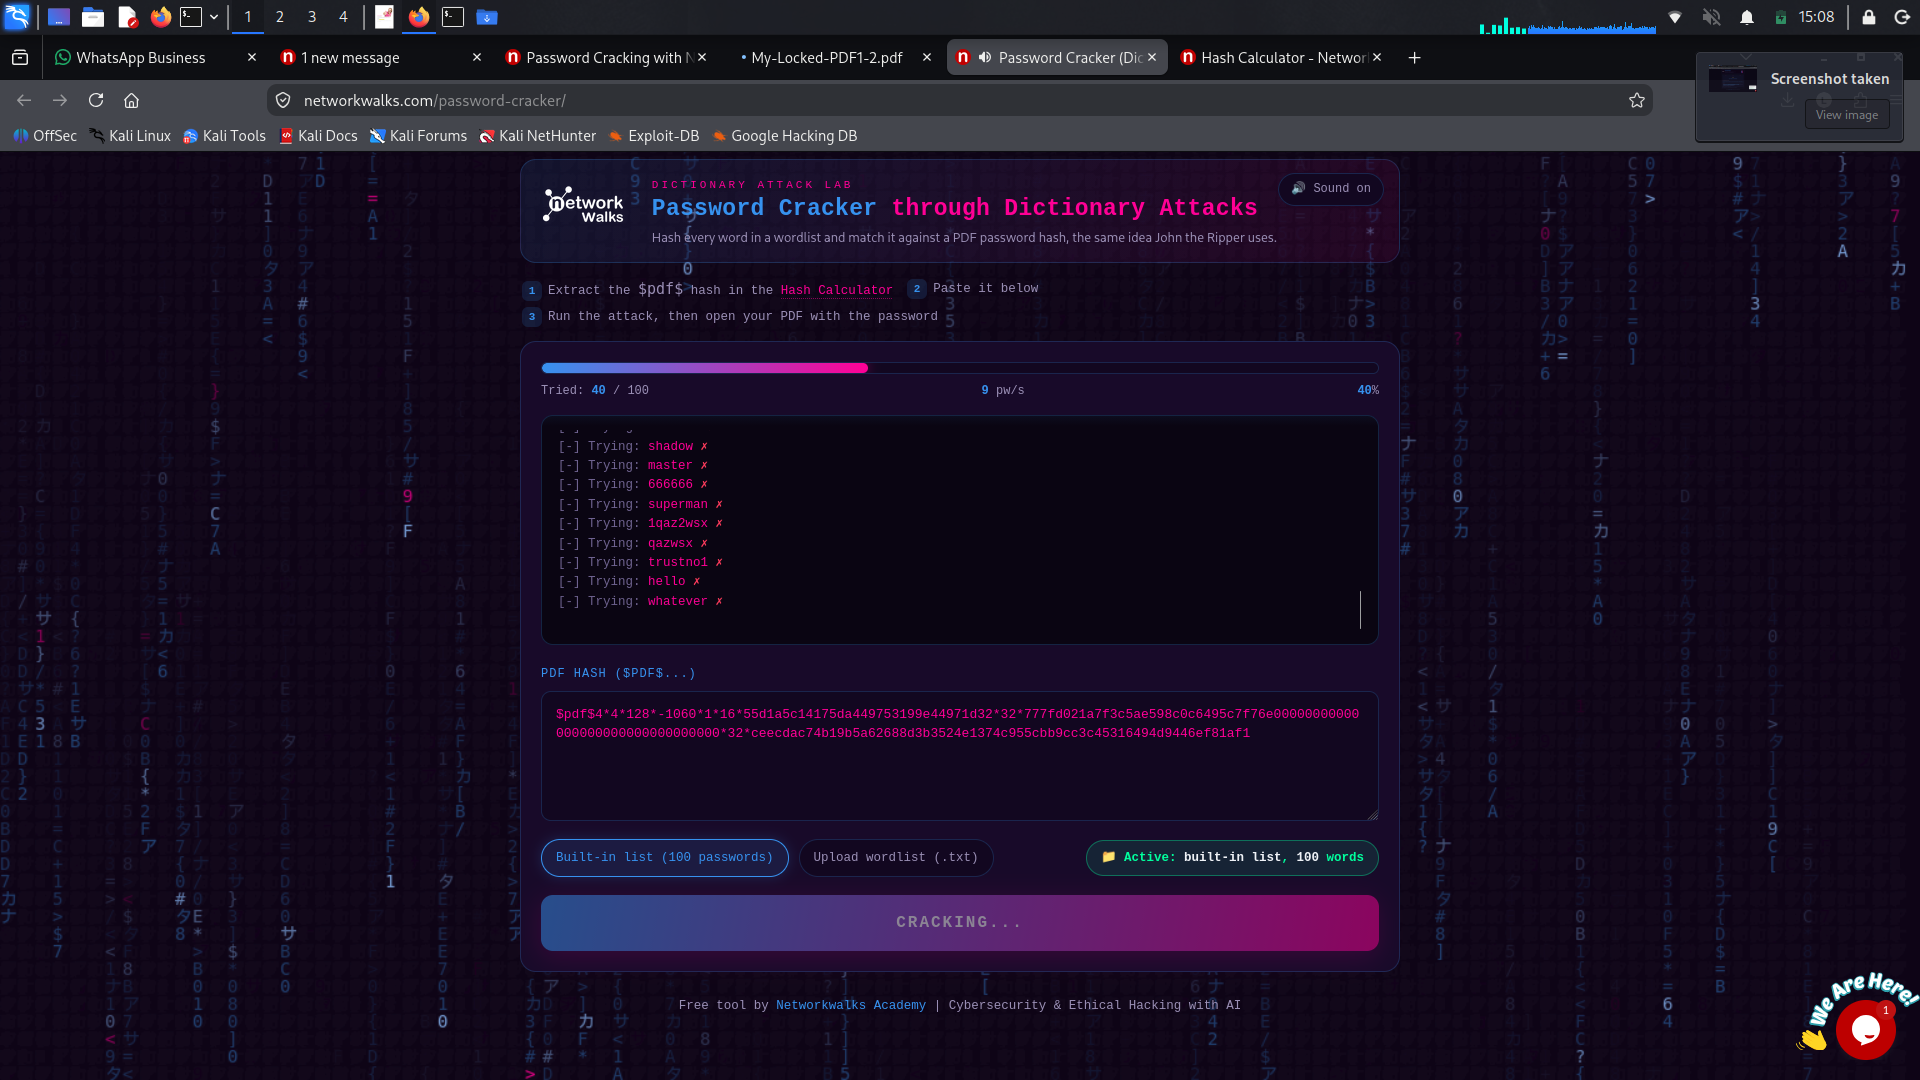 1
2
3
4
15:08
WhatsApp Business
1 new message
Password Cracking with N
My-Locked-PDF1-2.pdf
Password Cracker (Dic
Hash Calculator - Networ
Screenshot taken
View image
networkwalks.com/password-cracker/
OffSec
Kali Linux
Kali Tools
Kali Docs
Kali Forums
Kali NetHunter
Exploit-DB
Google Hacking DB
network
Walks
DICTIONARY ATTACK LAB
Password Cracker through Dictionary Attacks
Hash every word in a wordlist and match it against a PDF password hash, the same idea John the Ripper uses.
🔊 Sound on
1 Extract the $pdf$ hash in the Hash Calculator
2 Paste it below
3 Run the attack, then open your PDF with the password
Tried: 40 / 100
9 pw/s
40%
[-] Trying: shadow ✗
[-] Trying: master ✗
[-] Trying: 666666 ✗
[-] Trying: superman ✗
[-] Trying: 1qaz2wsx ✗
[-] Trying: qazwsx ✗
[-] Trying: trustno1 ✗
[-] Trying: hello ✗
[-] Trying: whatever ✗
PDF HASH ($PDF$...)
$pdf$4*4*128*-1060*1*16*55d1a5c14175da449753199e44971d32*32*777fd021a7f3c5ae598c0c6495c7f76e00000000000
0000000000000000000000*32*ceecdac74b19b5a62688d3b3524e1374c955cbb9cc3c45316494d9446ef81af1
Built-in list (100 passwords)
Upload wordlist (.txt)
📁 Active: built-in list, 100 words
CRACKING...
Free tool by Networkwalks Academy | Cybersecurity & Ethical Hacking with AI
We Are Here!
1